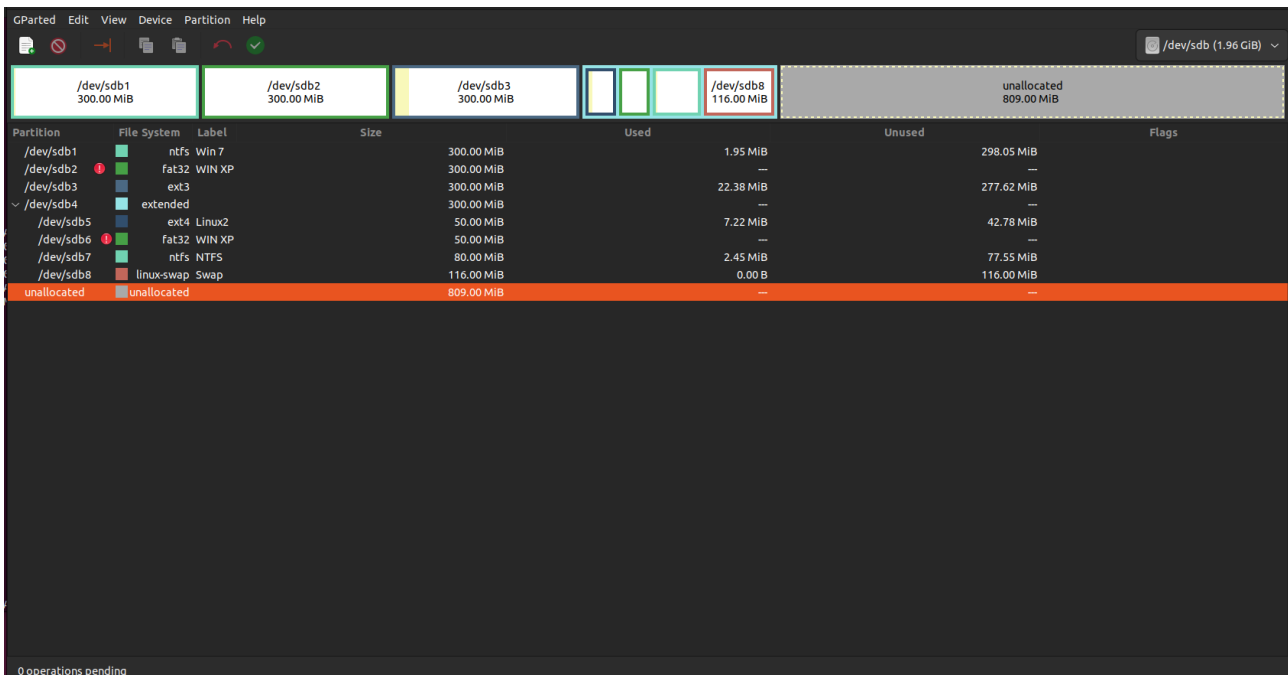 GParted Edit View Device Partition Help
/dev/sdb (1.96 GiB)
/dev/sdb1 /dev/sdb2 /dev/sdb3 /dev/sdb8 unallocated
300.00 MiB 300.00 MiB 300.00 MiB 116.00 MiB 809.00 MiB
Partition File System Label Size Used Unused Flags
/dev/sdb1 ntfs Win 7 300.00 MiB 1.95 MiB 298.05 MiB
/dev/sdb2 fat32 WIN XP 300.00 MiB --- ---
/dev/sdb3 ext3 300.00 MiB 22.38 MiB 277.62 MiB
/dev/sdb4 extended 300.00 MiB --- ---
/dev/sdb5 ext4 Linux2 50.00 MiB 7.22 MiB 42.78 MiB
/dev/sdb6 fat32 WIN XP 50.00 MiB --- ---
/dev/sdb7 ntfs NTFS 80.00 MiB 2.45 MiB 77.55 MiB
/dev/sdb8 linux-swap Swap 116.00 MiB 0.00 B 116.00 MiB
unallocated unallocated 809.00 MiB --- ---
0 operations pending